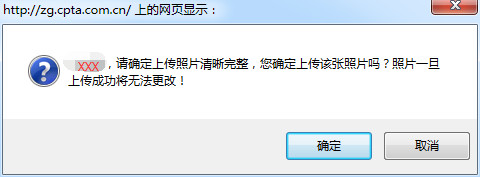 http://zg.cpta.com.cn/ 上的网页显示：
XXX，请确定上传照片清晰完整，您确定上传该张照片吗？照片一旦
上传成功将无法更改！
确定
取消